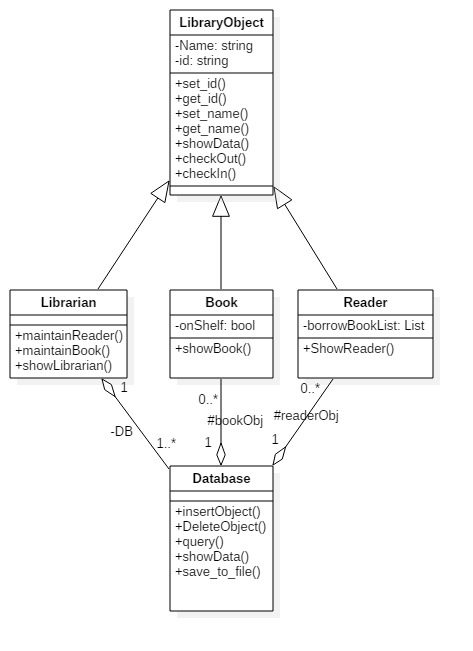 LibraryObject
-Name: string
-id: string
+set_id()
+get_id()
+set_name()
+get_name()
+showData()
+checkOut()
+checkIn()
Librarian
+maintainReader()
+maintainBook()
+showLibrarian()
Book
-onShelf: bool
+showBook()
Reader
-borrowBookList: List
+ShowReader()
1
-DB
1..*
0..*
#bookObj
1
0..*
#readerObj
1
Database
+insertObject()
+DeleteObject()
+query()
+showData()
+save_to_file()